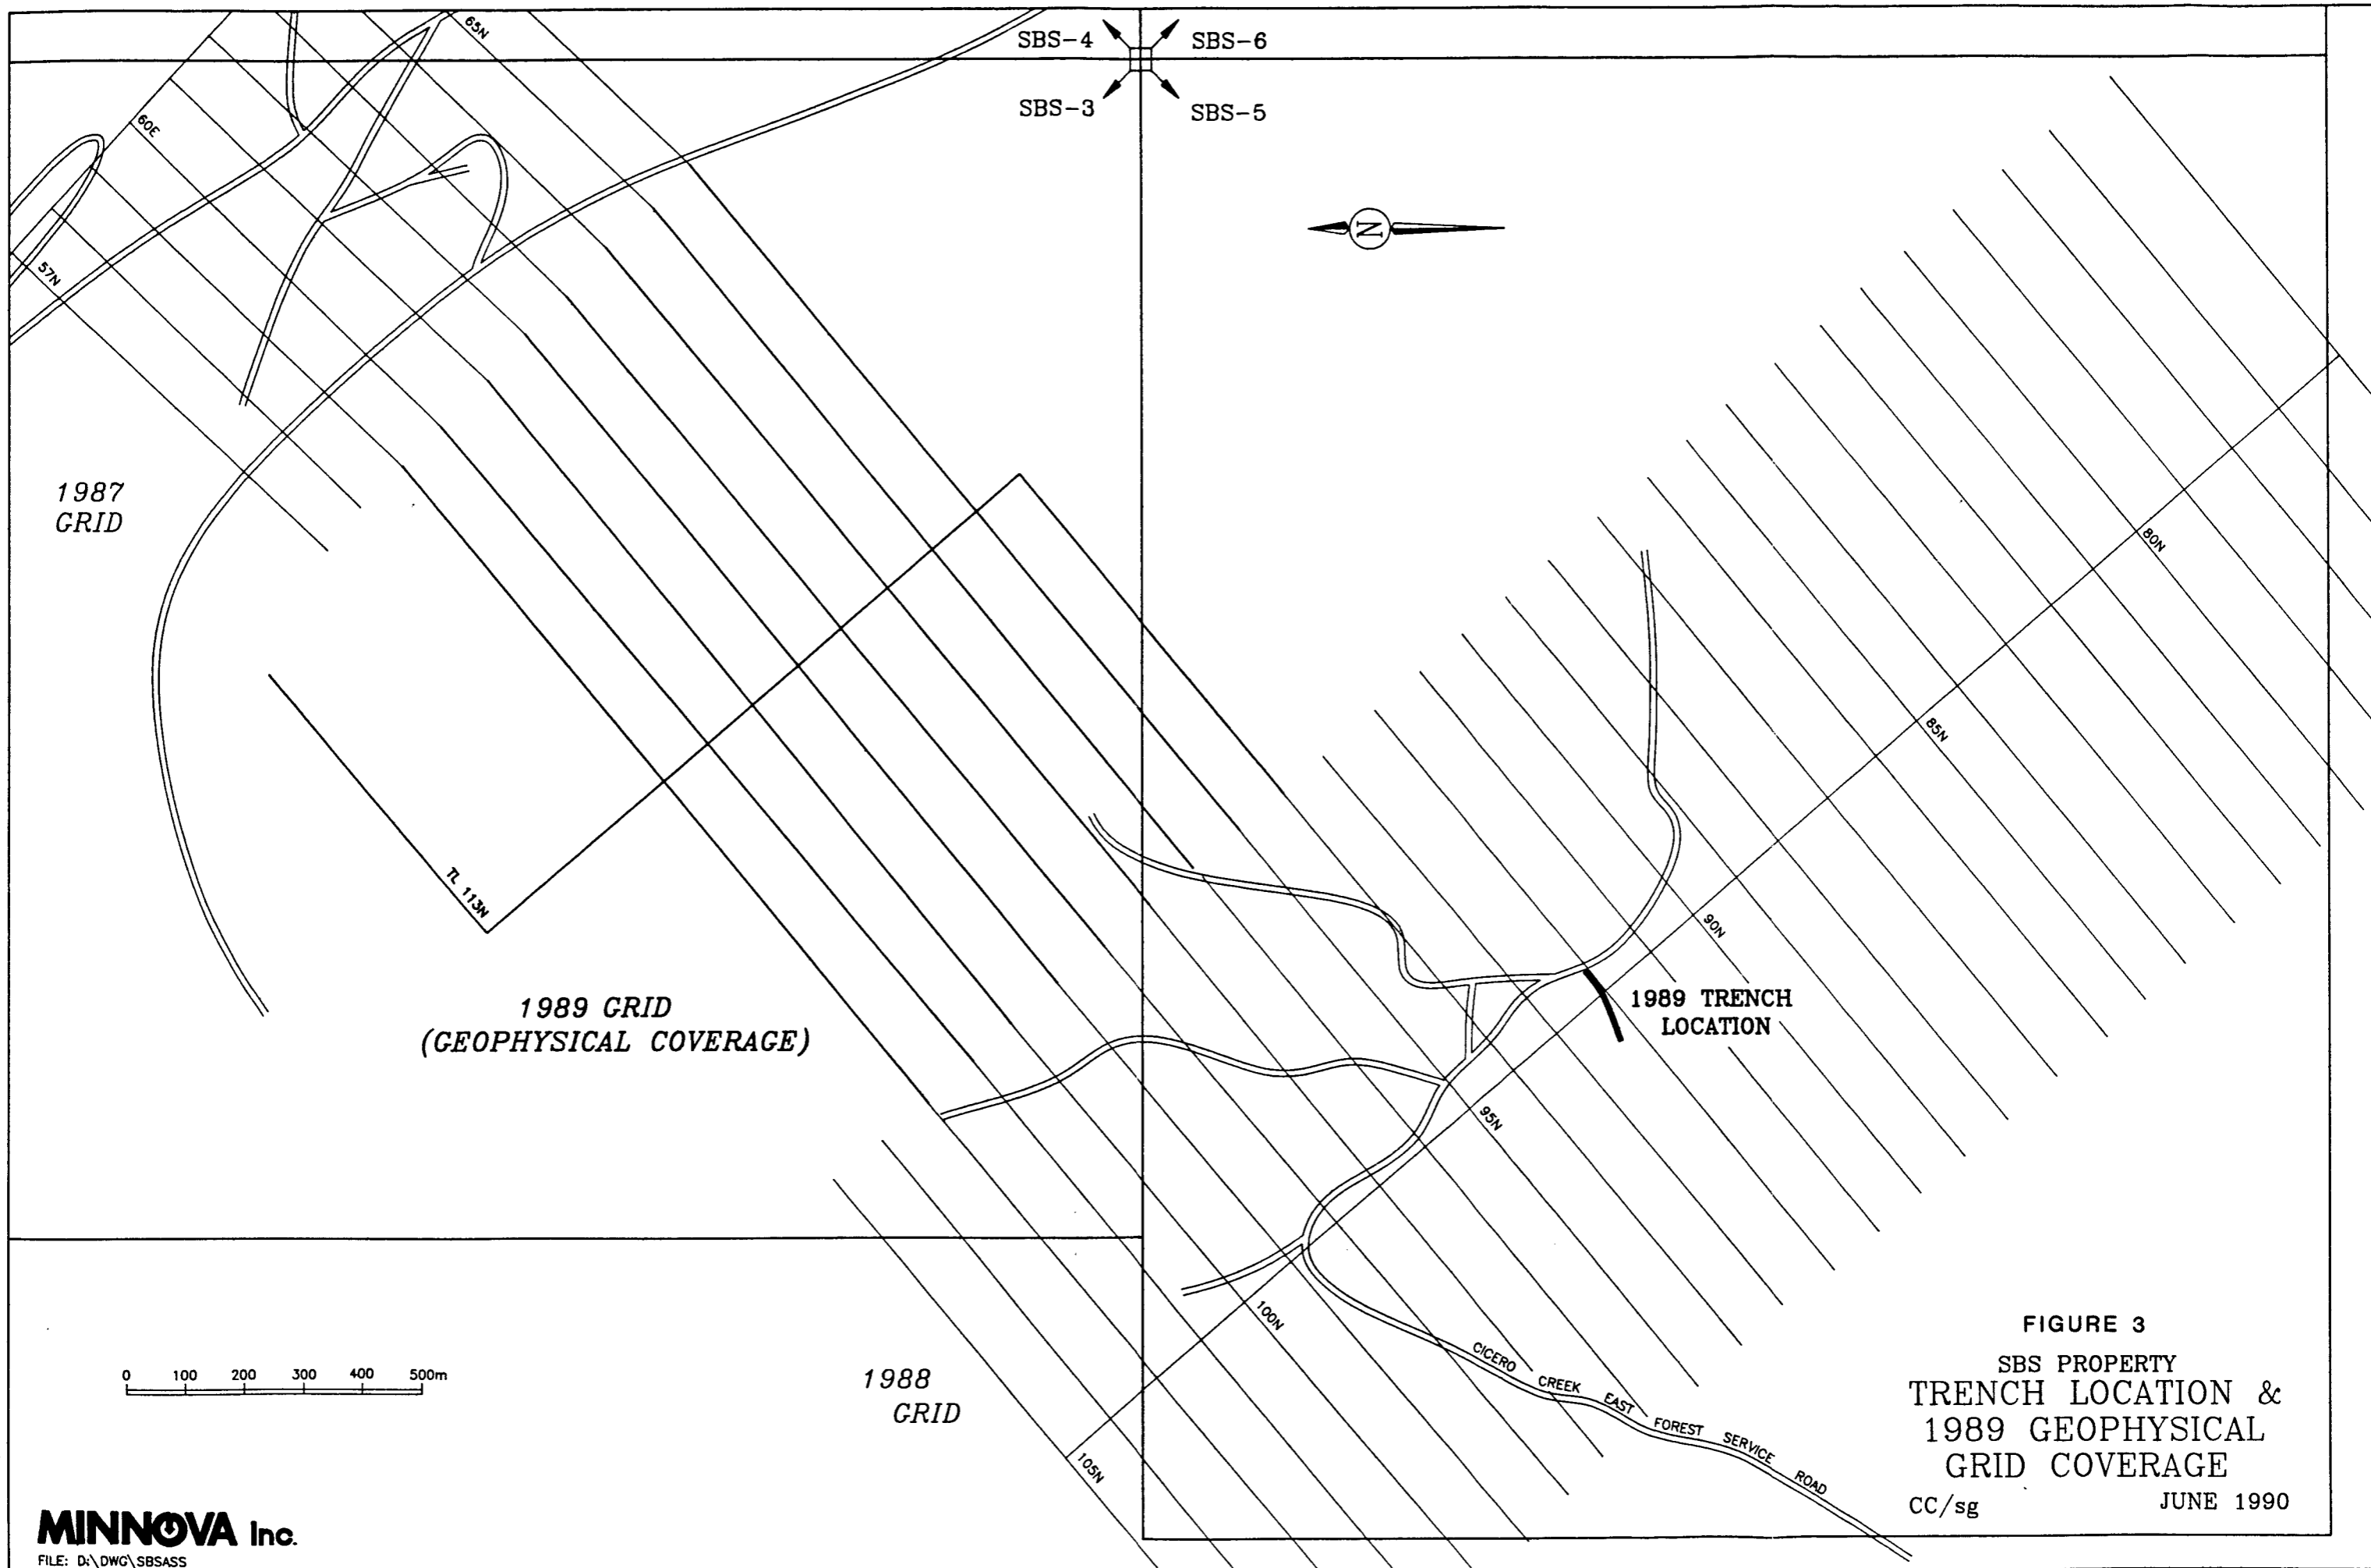 65N
SBS-4
SBS-6
SBS-3
SBS-5
60E
57N
N
1987
GRID
80N
85N
TL 113N
90N
1989 GRID
(GEOPHYSICAL COVERAGE)
1989 TRENCH
LOCATION
95N
100N
105N
CICERO CREEK EAST FOREST SERVICE ROAD
0 100 200 300 400 500m
1988
GRID
FIGURE 3
SBS PROPERTY
TRENCH LOCATION &
1989 GEOPHYSICAL
GRID COVERAGE
CC/sg JUNE 1990
MINNOVA Inc.
FILE: D:\DWG\SBSASS